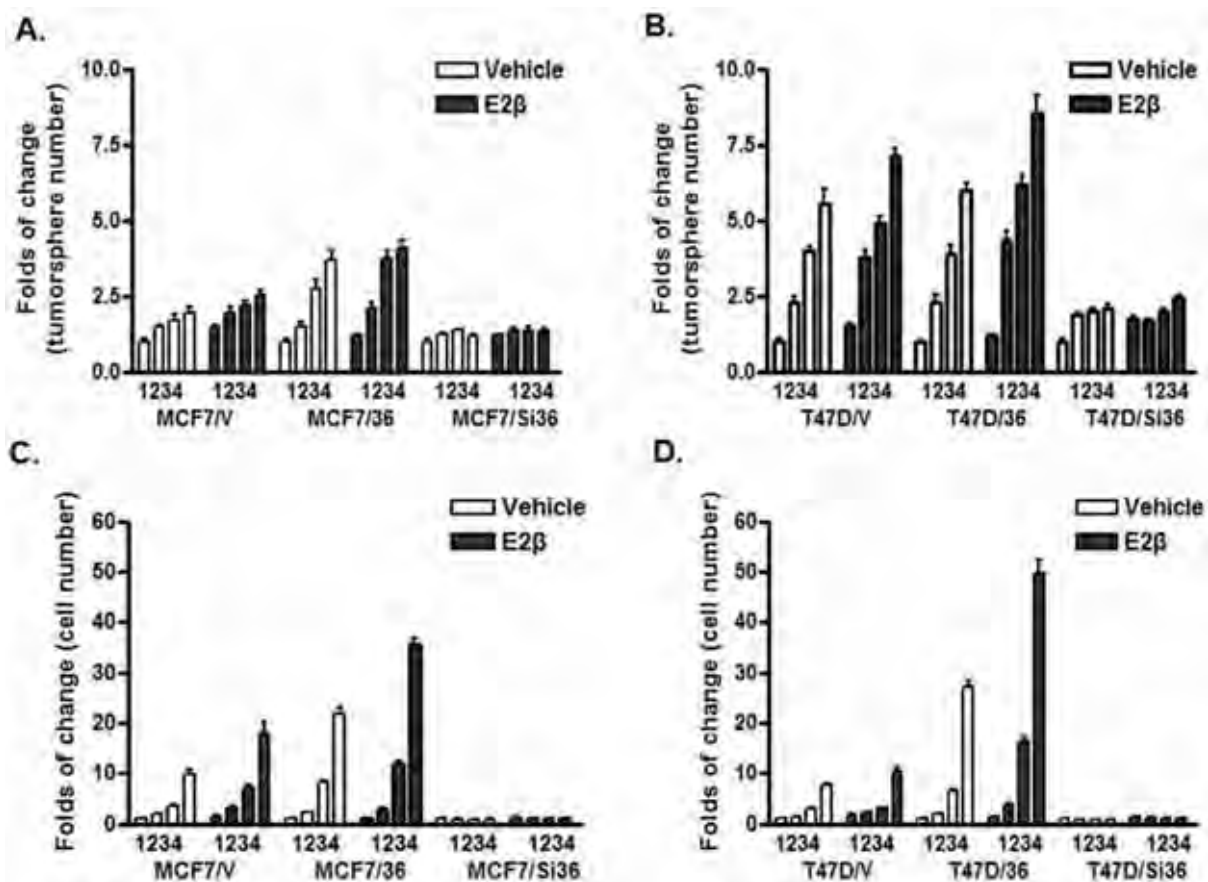 A.
Folds of change
(tumorsphere number)
10.0
7.5
5.0
2.5
0.0
Vehicle
E2β
1234 1234 1234 1234 1234 1234
MCF7/V MCF7/36 MCF7/Si36
B.
Folds of change
(tumorsphere number)
10.0
7.5
5.0
2.5
0.0
Vehicle
E2β
1234 1234 1234 1234 1234 1234
T47D/V T47D/36 T47D/Si36
C.
Folds of change (cell number)
60
50
40
30
20
10
0
Vehicle
E2β
1234 1234 1234 1234 1234 1234
MCF7/V MCF7/36 MCF7/Si36
D.
Folds of change (cell number)
60
50
40
30
20
10
0
Vehicle
E2β
1234 1234 1234 1234 1234 1234
T47D/V T47D/36 T47D/Si36